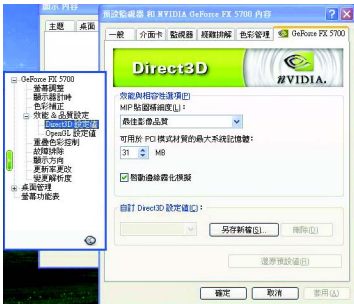 顯示 內容
主題 桌面
預設監視器 和 NVIDIA GeForce FX 5700 內容
一般 介面卡 監視器 疑難排解 色彩管理 GeForce FX 5700
Direct3D
NVIDIA.
GeForce FX 5700
螢幕調整
顯示器計時
色彩補正
效能 & 品質設定
Direct3D 設定值
OpenGL 設定值
重疊色彩控制
故障排除
顯示方向
更新率更改
變更解析度
桌面管理
螢幕功能表
效能與相容性選項(P)
MIP 貼圖精細度(L)：
最佳影像品質
可用於 PCI 模式材質的最大系統記憶體：
31 MB
啟動邊緣霧化模擬
自訂 Direct3D 設定值(C)：
另存新檔(S)...
刪除(D)
還原預設值(R)
確定 取消 套用(A)